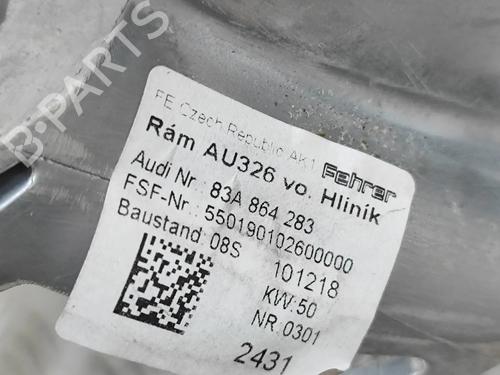 B-PARTS
FE Czech Republic AK1
Fehrer
Rám AU326 vo. Hliník
Audi Nr.: 83A 864 283
FSF-Nr.: 550190102600000
Baustand: 08S
101218
KW:50
NR.0301
2431